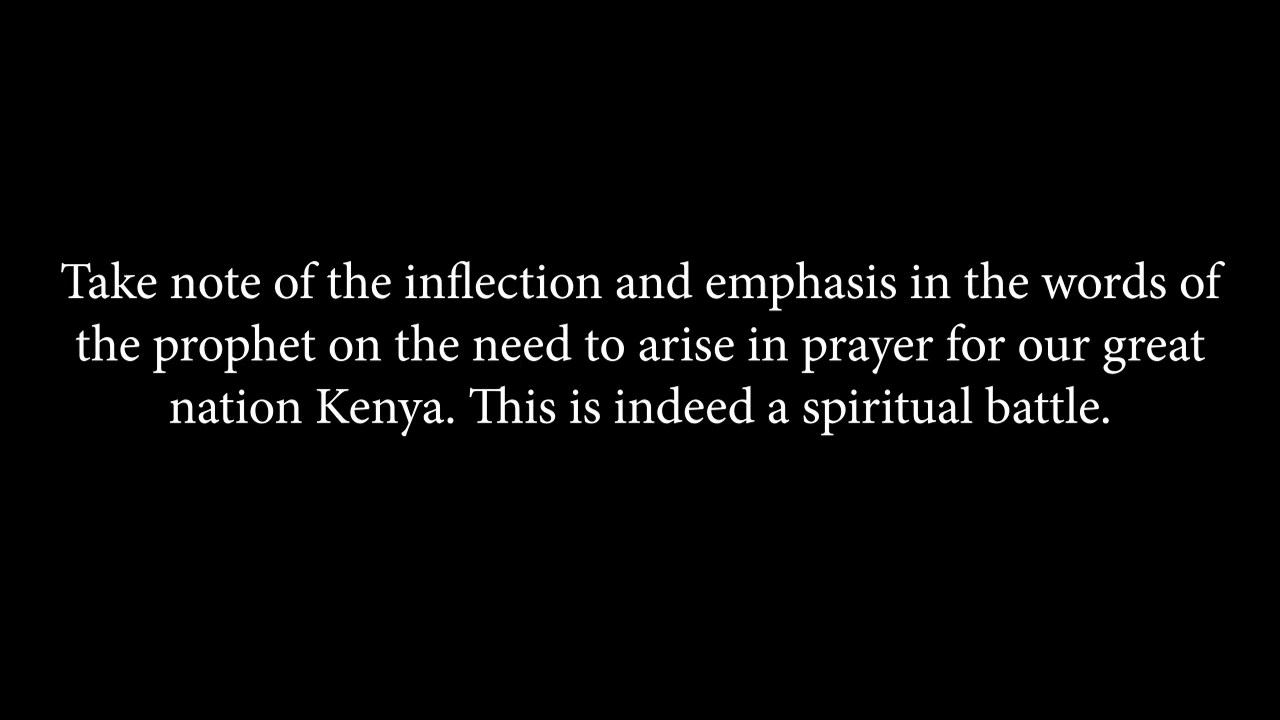 Take note of the inflection and emphasis in the words of
the prophet on the need to arise in prayer for our great
nation Kenya. This is indeed a spiritual battle.